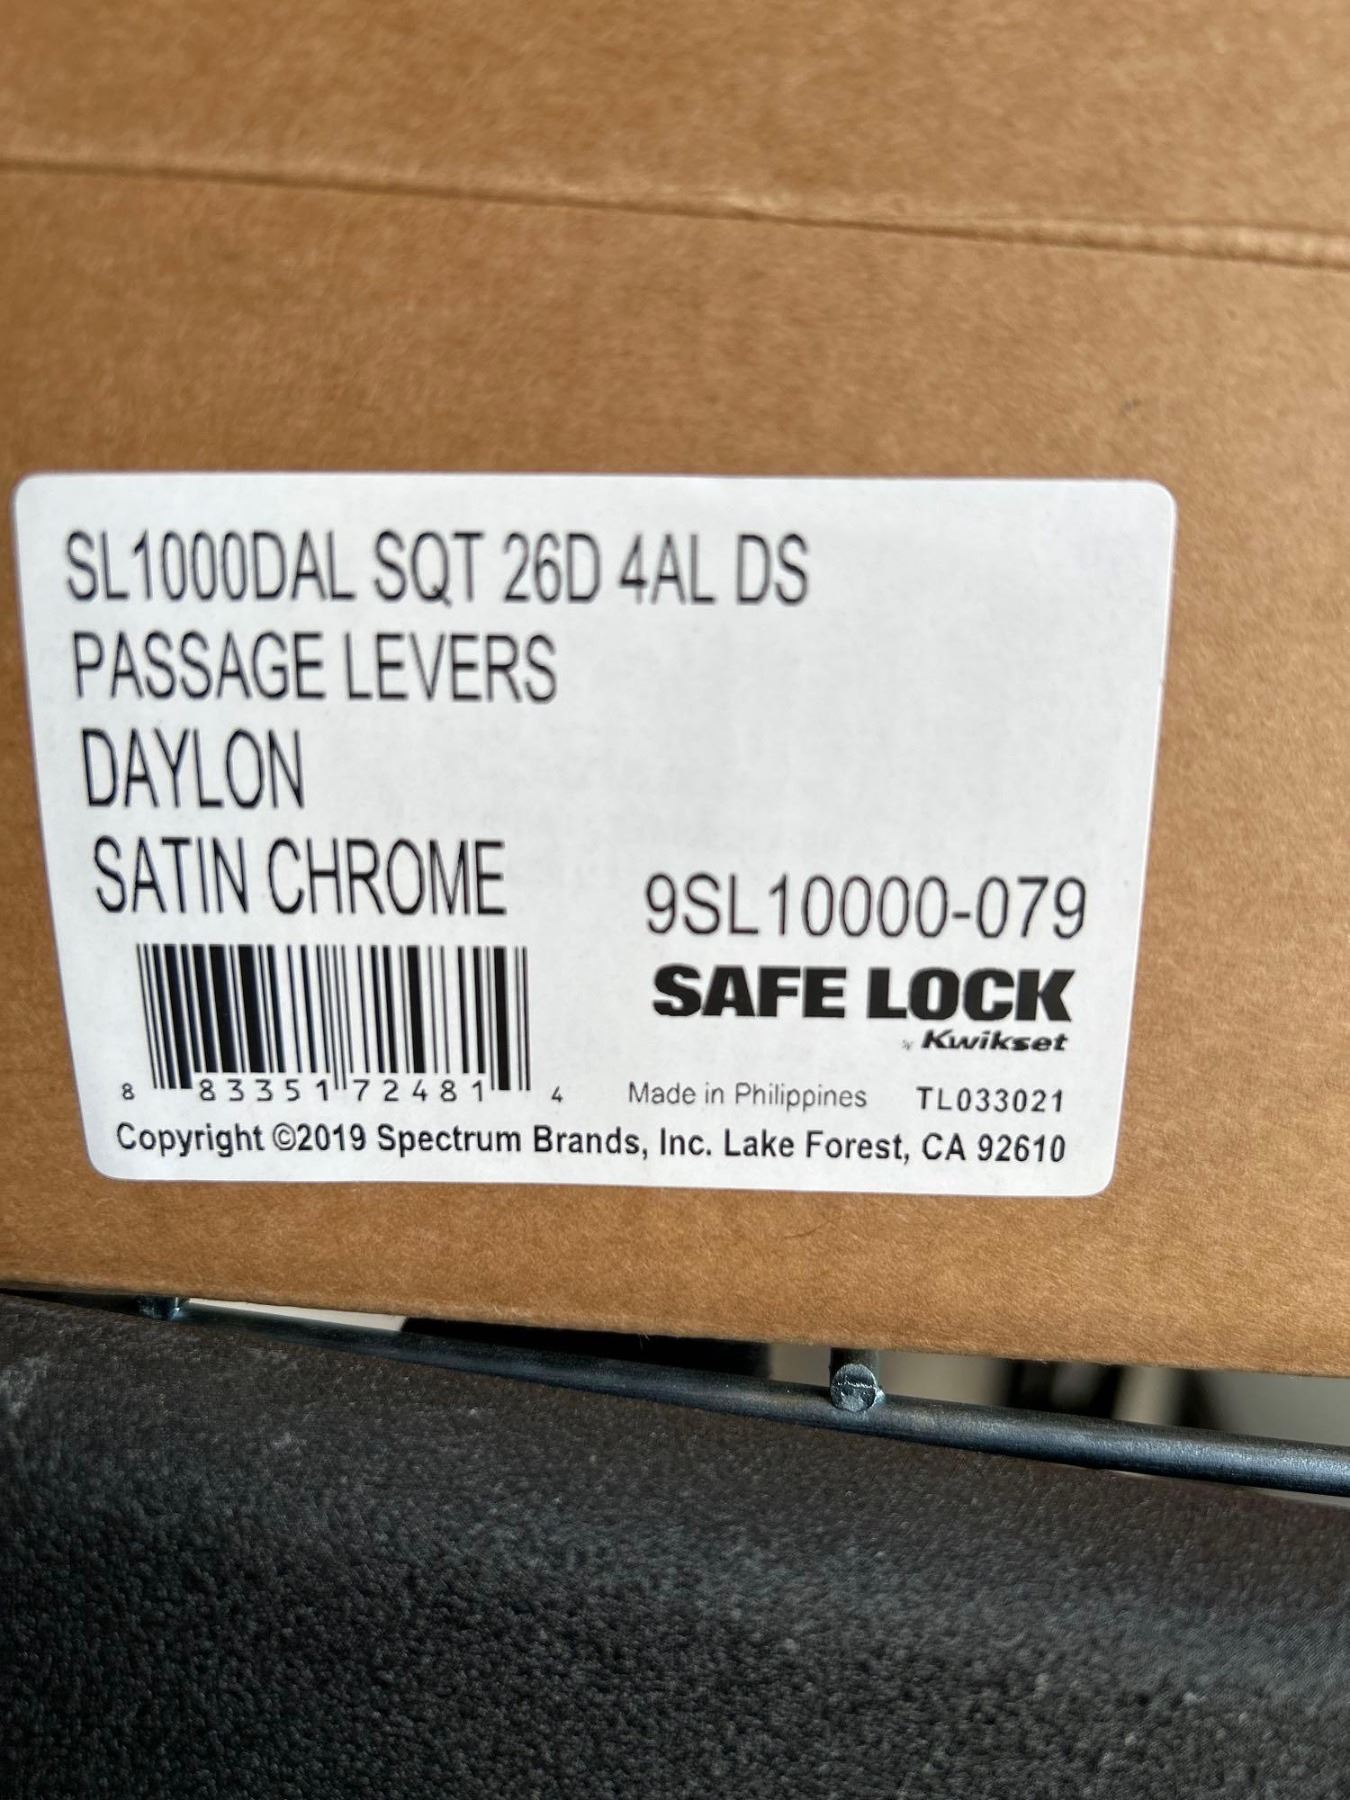 SL1000DAL SQT 26D 4AL DS
PASSAGE LEVERS
DAYLON
SATIN CHROME
9SL10000-079
SAFE LOCK
Kwikset
8 83351 72481 4
Made in Philippines TL033021
Copyright ©2019 Spectrum Brands, Inc. Lake Forest, CA 92610